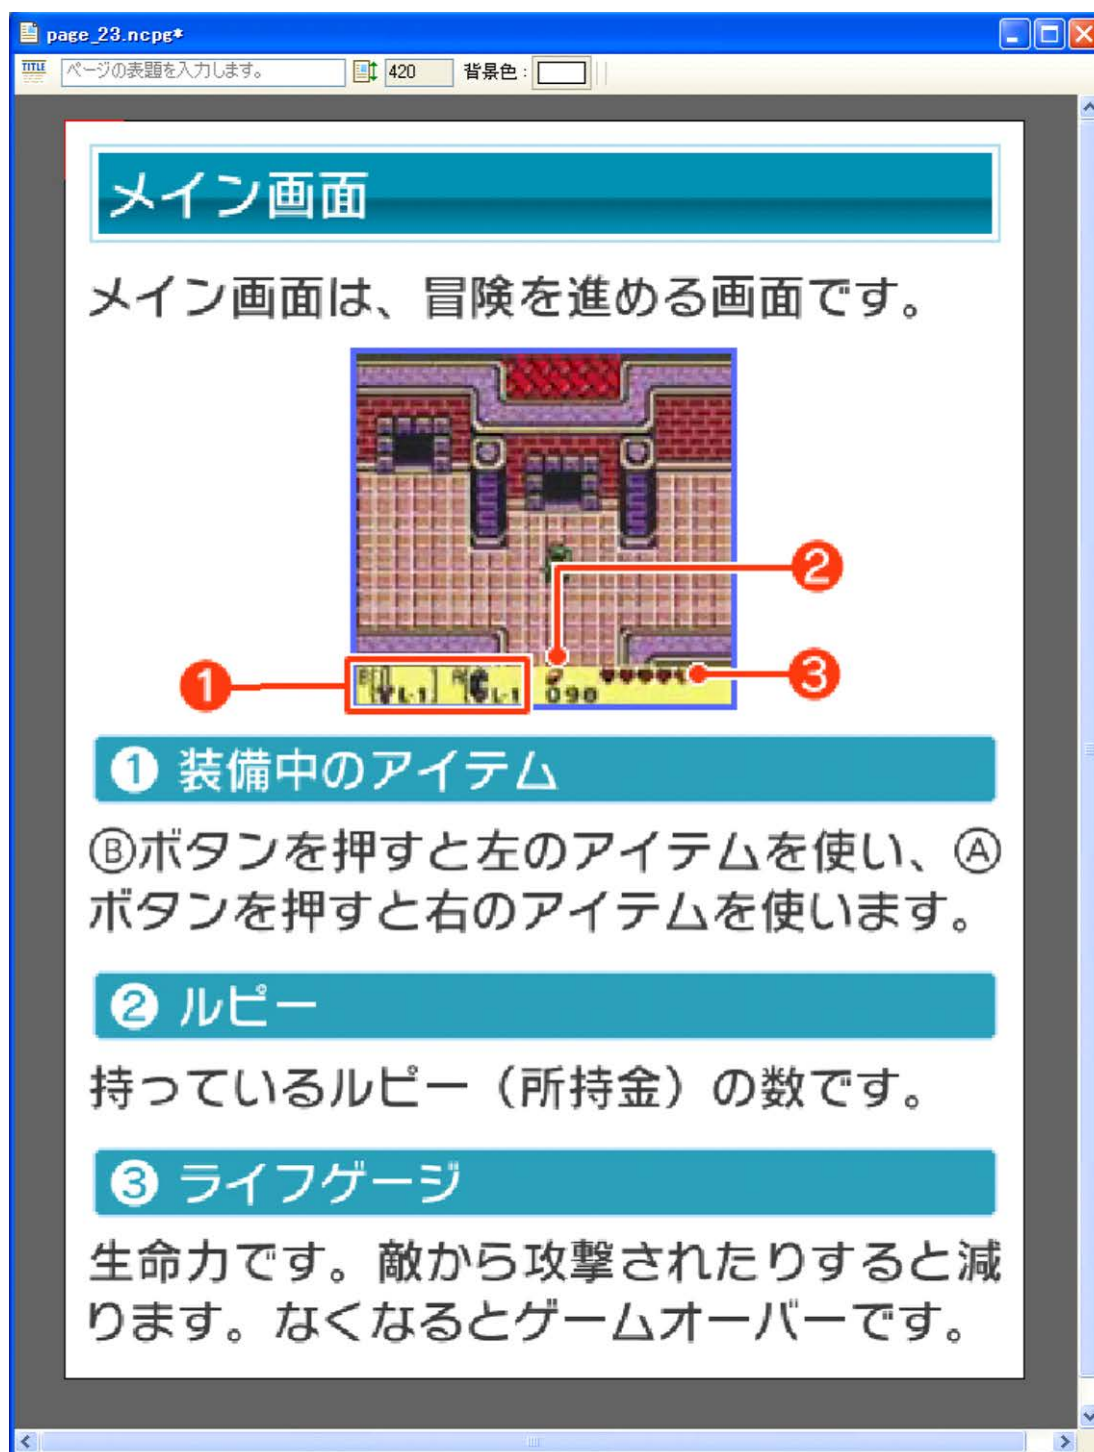 page_23.ncpg*
TITLE ページの表題を入力します。 420 背景色:
メイン画面
メイン画面は、冒険を進める画面です。
2
3
1
B L-1 A L-1 090
1 装備中のアイテム
Ⓑボタンを押すと左のアイテムを使い、Ⓐ
ボタンを押すと右のアイテムを使います。
2 ルピー
持っているルピー(所持金)の数です。
3 ライフゲージ
生命力です。敵から攻撃されたりすると減
ります。なくなるとゲームオーバーです。